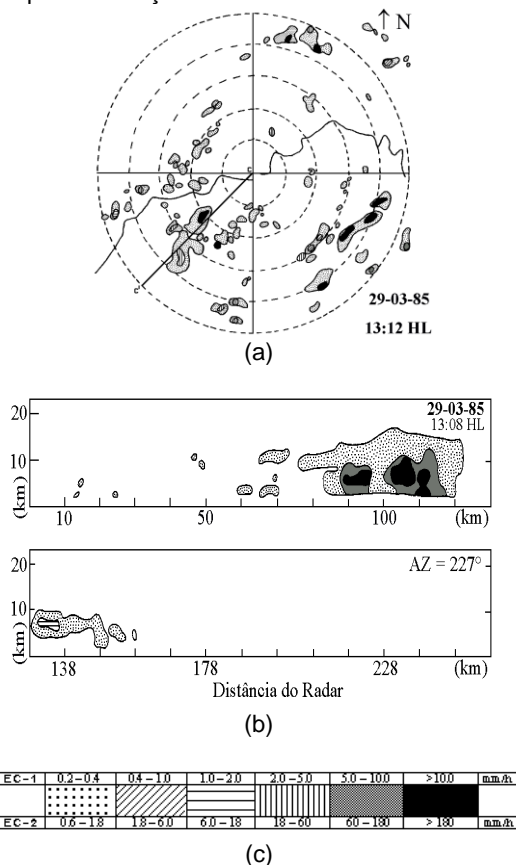 N
29-03-85
13:12 HL
(a)
20
29-03-85
13:08 HL
10
(km)
10 50 100 (km)
20
AZ = 227°
10
(km)
138 178 228 (km)
Distância do Radar
(b)
EC-1 0.2-0.4 0.4-1.0 1.0-2.0 2.0-5.0 5.0-10.0 >10.0 mm/h
EC-2 0.6-1.8 1.8-6.0 6.0-18 18-60 60-180 >180 mm/h
(c)